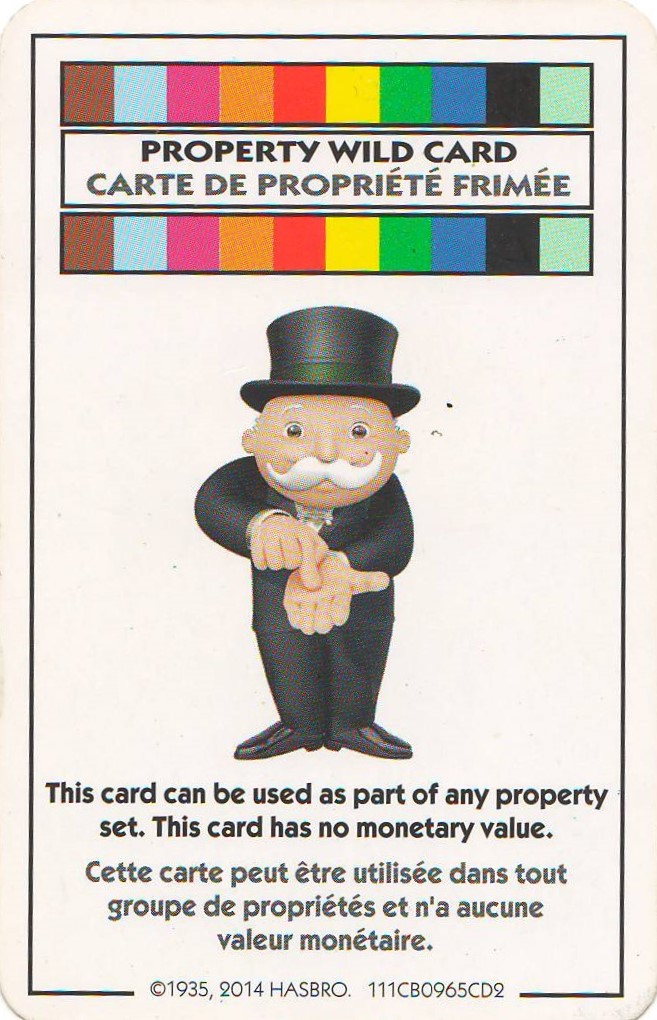 PROPERTY WILD CARD
CARTE DE PROPRIÉTÉ FRIMÉE
This card can be used as part of any property
set. This card has no monetary value.
Cette carte peut être utilisée dans tout
groupe de propriétés et n'a aucune
valeur monétaire.
©1935, 2014 HASBRO. 111CB0965CD2